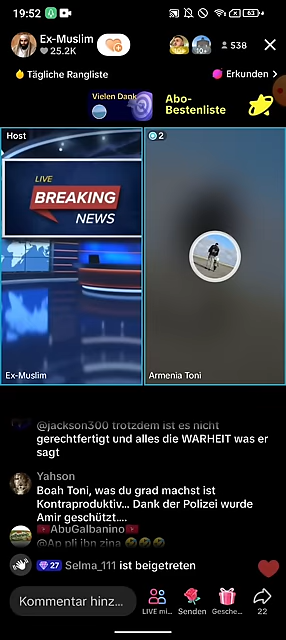 19:52
63
Ex-Muslim
25.2K
10+
538
Tägliche Rangliste
Erkunden >
Vielen Dank
Abo-
Bestenliste
Host
2
LIVE
BREAKING
NEWS
Ex-Muslim
Armenia Toni
@jackson300 trotzdem ist es nicht
gerechtfertigt und alles die WARHEIT was er
sagt
Yahson
Boah Toni, was du grad machst ist
Kontraproduktiv... Dank der Polizei wurde
Amir geschützt....
AbuGalbanino
@Ap pli ibn zina 🤣🤣🤣
27 Selma_111 ist beigetreten
Kommentar hinz...
LIVE mi...
Senden
Gesche...
22